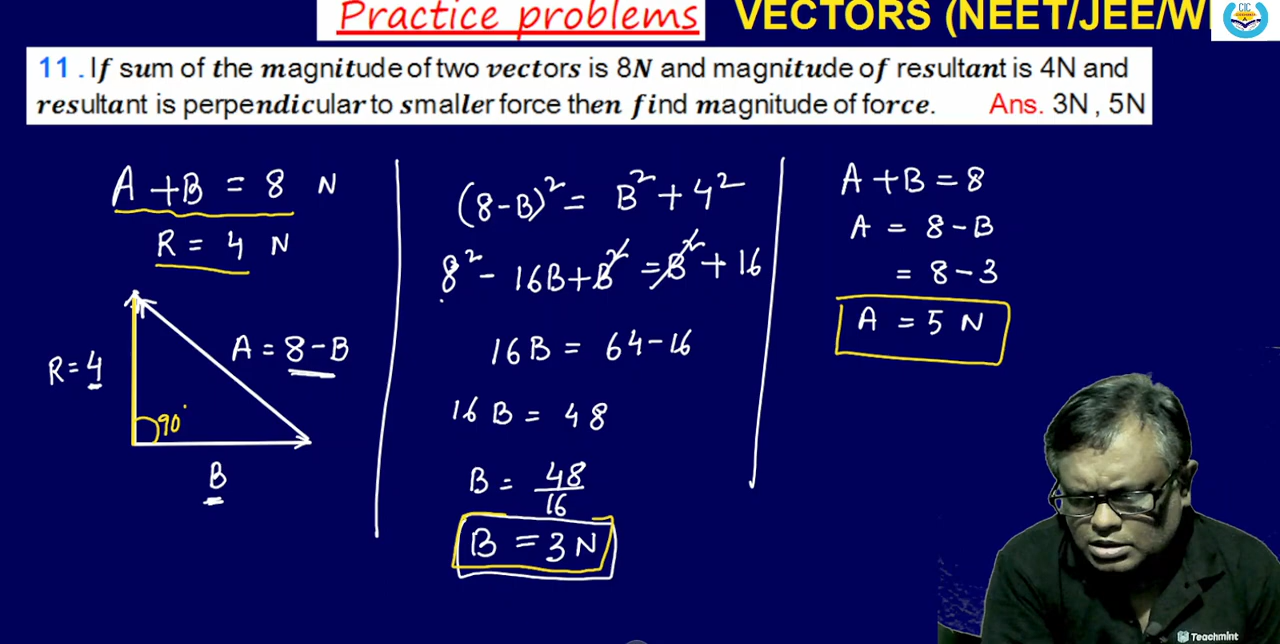 Practice problems
VECTORS (NEET/JEE/W
CIC
11 . If sum of the magnitude of two vectors is 8N and magnitude of resultant is 4N and
resultant is perpendicular to smaller force then find magnitude of force. Ans. 3N , 5N
A + B = 8 N
R = 4 N
R = 4
A = 8 - B
90°
B
(8 - B)² = B² + 4²
8² - 16B + B² = B² + 16
16B = 64 - 16
16 B = 48
B = 48/16
B = 3 N
A + B = 8
A = 8 - B
= 8 - 3
A = 5 N
Teachmint